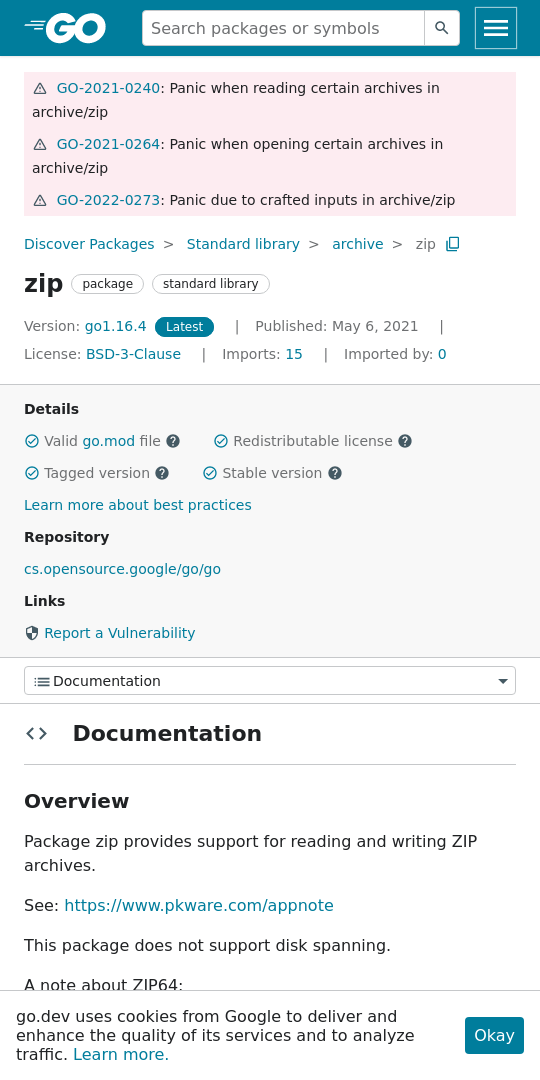 GO
Search packages or symbols
GO-2021-0240: Panic when reading certain archives in
archive/zip
GO-2021-0264: Panic when opening certain archives in
archive/zip
GO-2022-0273: Panic due to crafted inputs in archive/zip
Discover Packages > Standard library > archive > zip
zip package standard library
Version: go1.16.4 Latest | Published: May 6, 2021 |
License: BSD-3-Clause | Imports: 15 | Imported by: 0
Details
Valid go.mod file ? Redistributable license ?
Tagged version ? Stable version ?
Learn more about best practices
Repository
cs.opensource.google/go/go
Links
Report a Vulnerability
Documentation
Documentation
Overview
Package zip provides support for reading and writing ZIP
archives.
See: https://www.pkware.com/appnote
This package does not support disk spanning.
A note about ZIP64:
go.dev uses cookies from Google to deliver and
enhance the quality of its services and to analyze
traffic. Learn more.
Okay